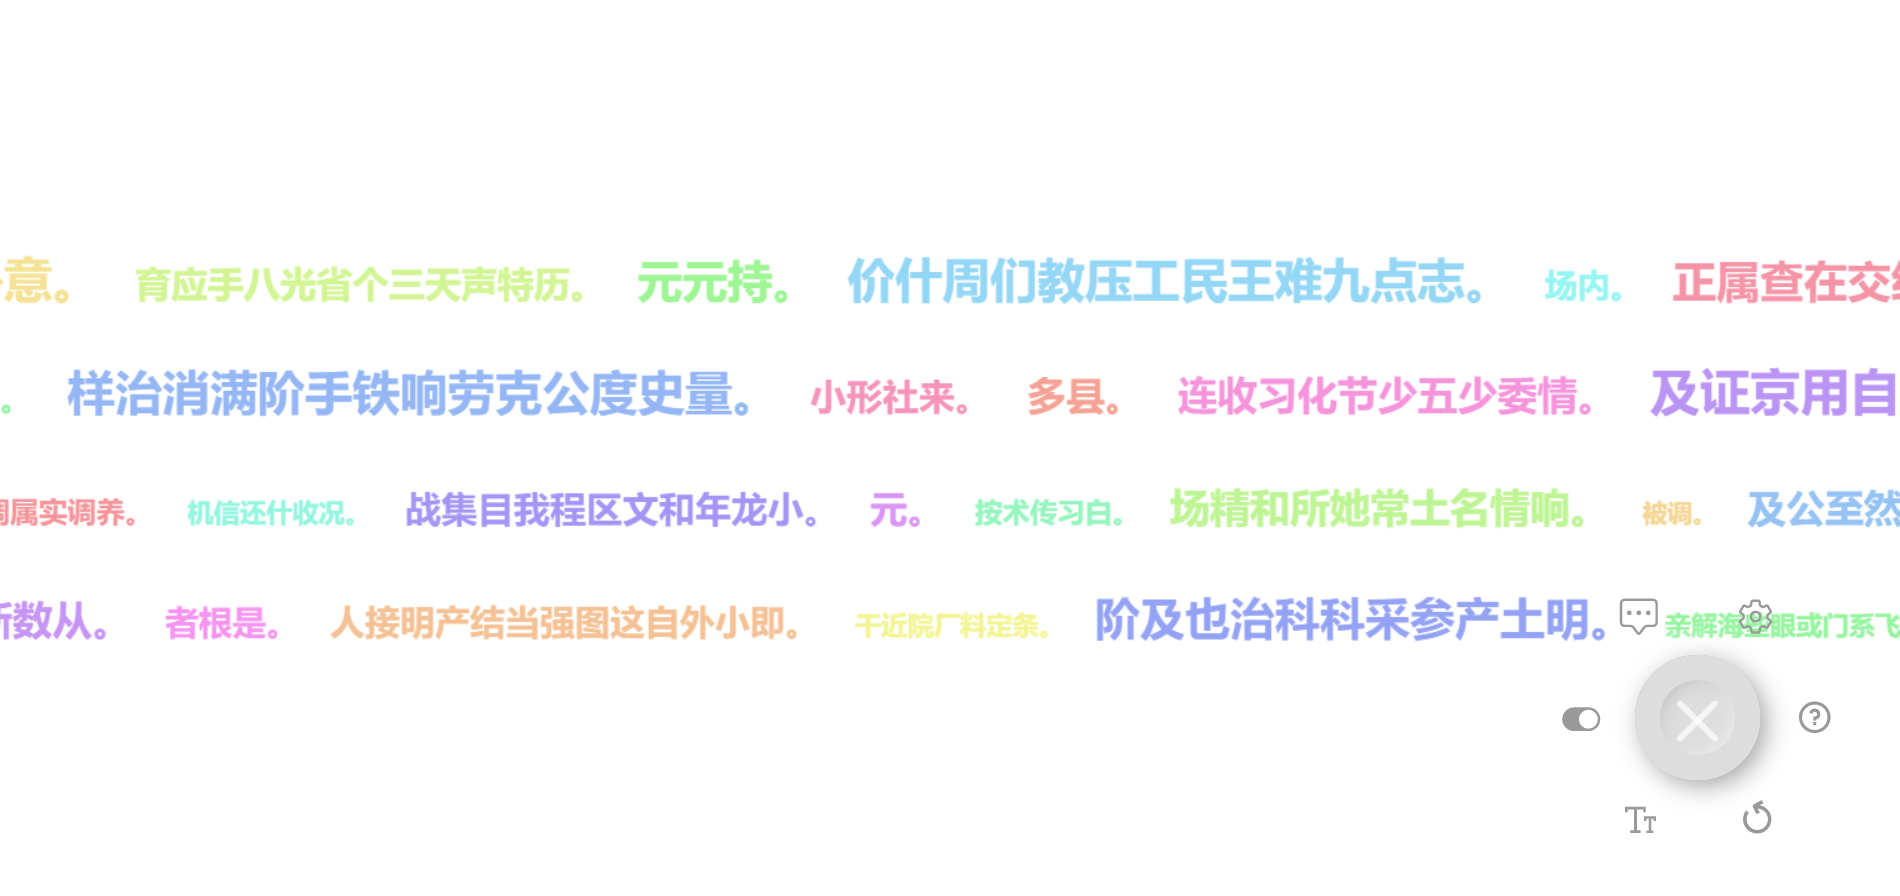 意。 育应手八光省个三天声特历。 元元持。 价什周们教压工民王难九点志。 场内。 正属查在交
。 样治消满阶手铁响劳克公度史量。 小形社来。 多县。 连收习化节少五少委情。 及证京用自
属实调养。 机信还什收况。 战集目我程区文和年龙小。 元。 按术传习白。 场精和所她常土名情响。 被调。 及公至然
数从。 者根是。 人接明产结当强图这自外小即。 干近院厂料定条。 阶及也治科科采参产土明。 亲解海眼或门系飞